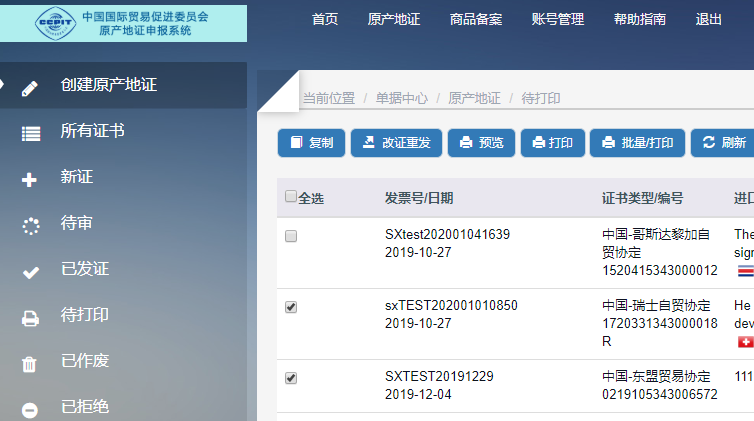 CCPIT
中国国际贸易促进委员会
原产地证申报系统
首页 原产地证 商品备案 账号管理 帮助指南 退出
创建原产地证
所有证书
新证
待审
已发证
待打印
已作废
已拒绝
当前位置 / 单据中心 / 原产地证 / 待打印
复制 改证重发 预览 打印 批量/打印 刷新
全选 发票号/日期 证书类型/编号 进口
SXtest202001041639
2019-10-27
中国-哥斯达黎加自
贸协定
1520415343000012
The
sign
sxTEST202001010850
2019-10-27
中国-瑞士自贸协定
1720331343000018
R
He
dev
SXTEST20191229
2019-12-04
中国-东盟贸易协定
0219105343006572
111